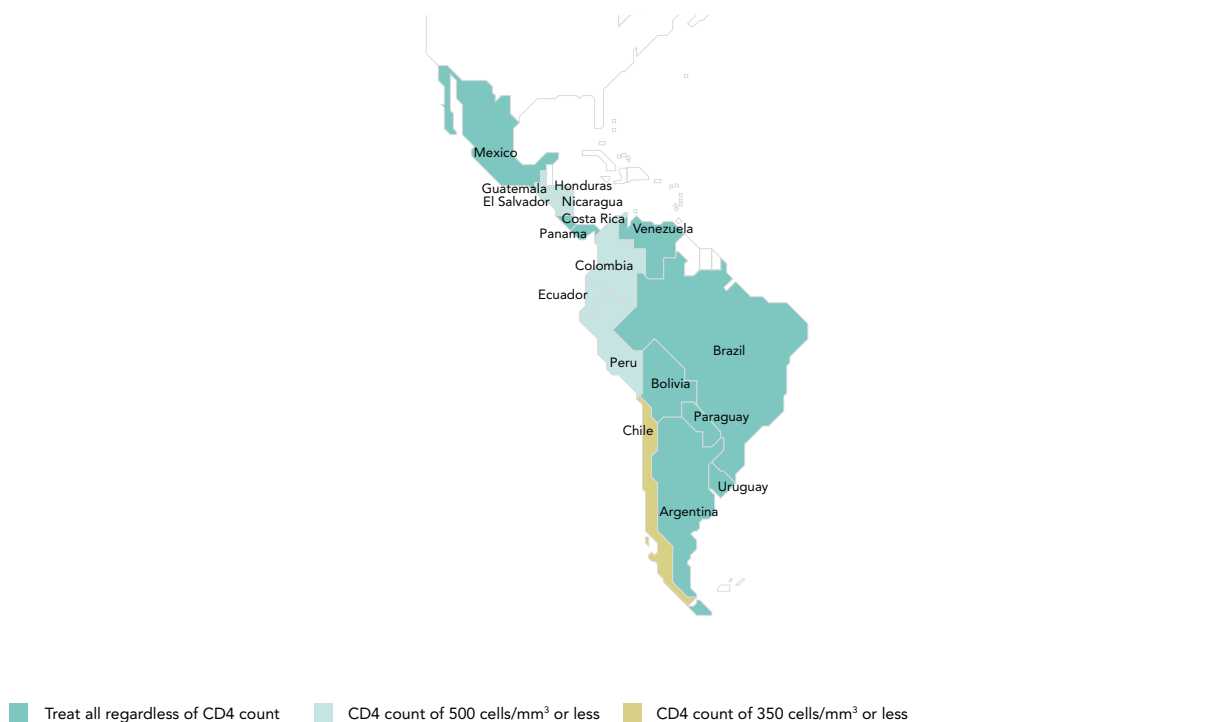 Mexico
Guatemala
Honduras
El Salvador
Nicaragua
Costa Rica
Panama
Venezuela
Colombia
Ecuador
Brazil
Peru
Bolivia
Paraguay
Chile
Uruguay
Argentina
Treat all regardless of CD4 count
CD4 count of 500 cells/mm³ or less
CD4 count of 350 cells/mm³ or less